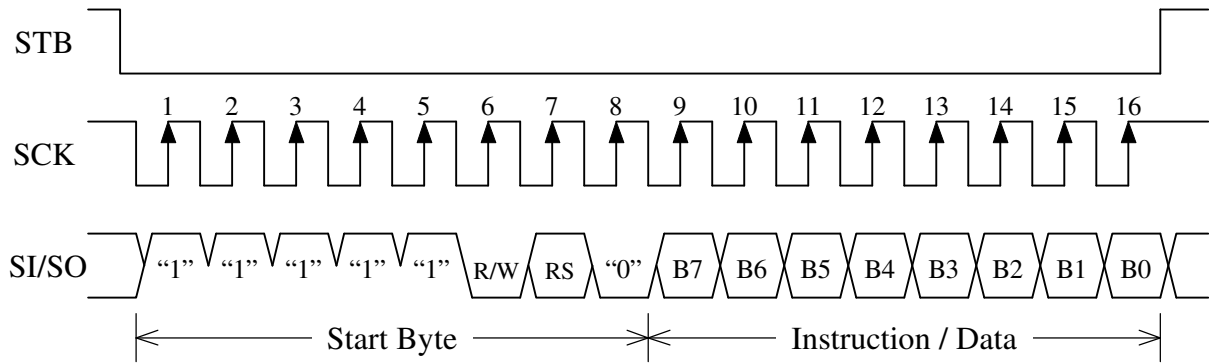 STB
1 2 3 4 5 6 7 8 9 10 11 12 13 14 15 16
SCK
SI/SO “1” “1” “1” “1” “1” R/W RS “0” B7 B6 B5 B4 B3 B2 B1 B0
Start Byte Instruction / Data